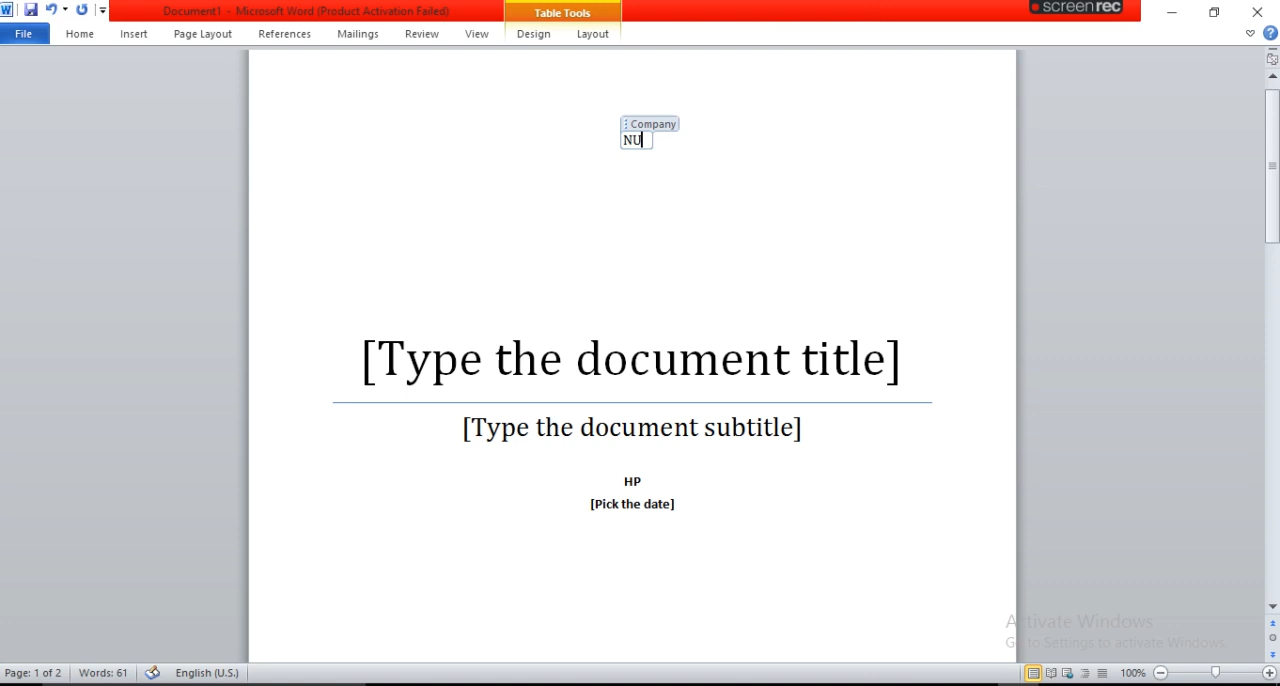 Document1 - Microsoft Word (Product Activation Failed)
Table Tools
screenrec
File Home Insert Page Layout References Mailings Review View Design Layout
Company
NU
[Type the document title]
[Type the document subtitle]
HP
[Pick the date]
Activate Windows
Go to Settings to activate Windows.
Page: 1 of 2 Words: 61 English (U.S.) 100%